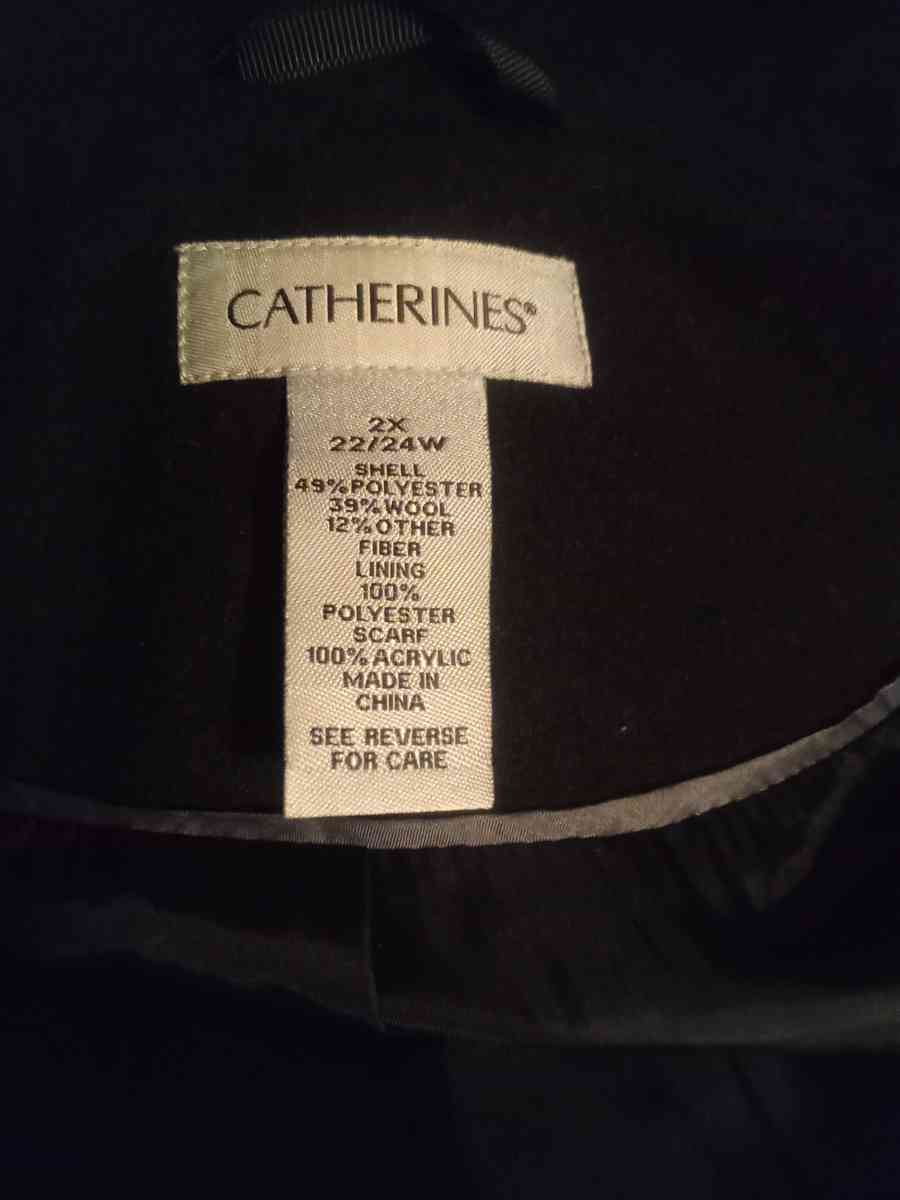 CATHERINES®
2X
22/24W
SHELL
49% POLYESTER
39% WOOL
12% OTHER
FIBER
LINING
100%
POLYESTER
SCARF
100% ACRYLIC
MADE IN
CHINA
SEE REVERSE
FOR CARE